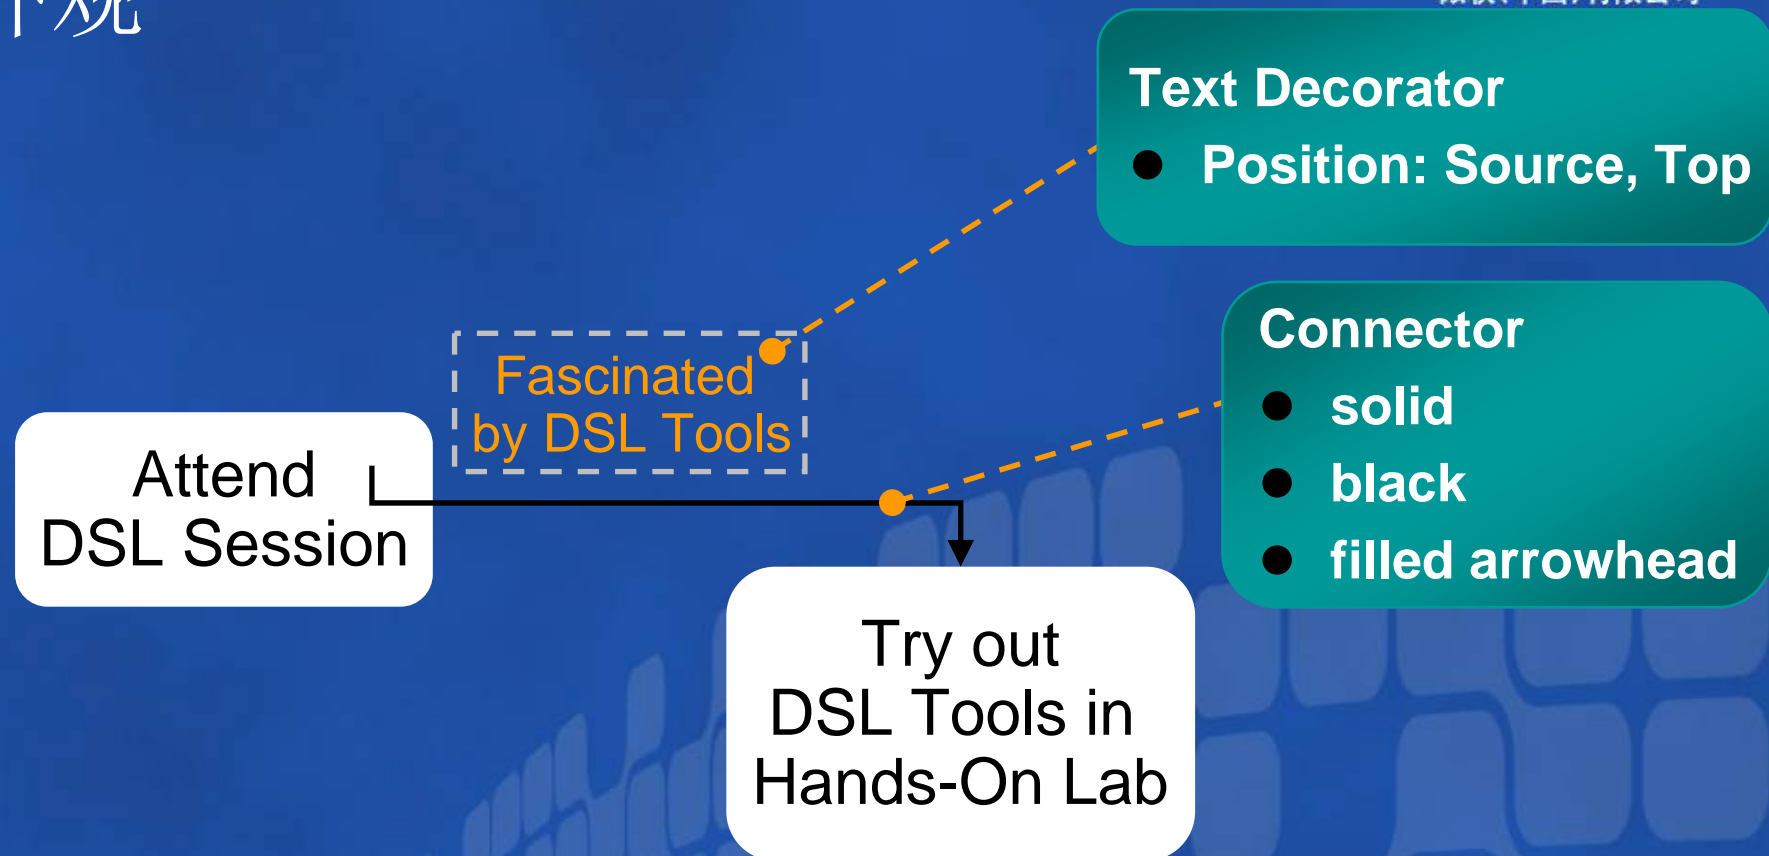 Text Decorator
● Position: Source, Top
Fascinated
by DSL Tools
Connector
● solid
● black
● filled arrowhead
Attend
DSL Session
Try out
DSL Tools in
Hands-On Lab